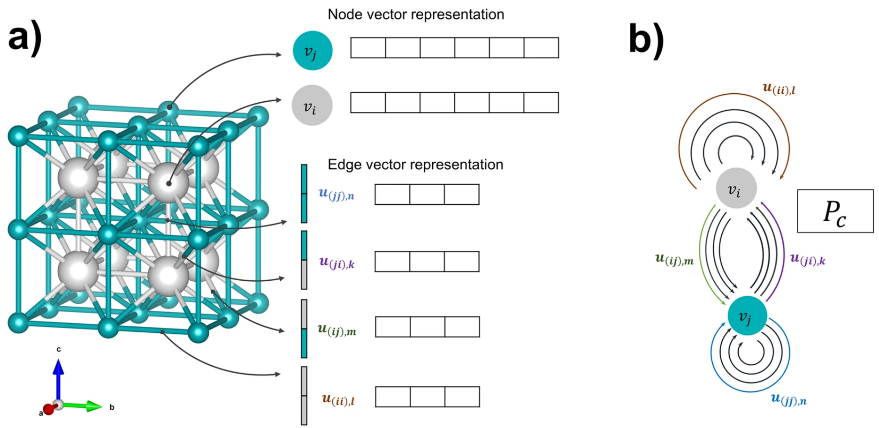 a)
Node vector representation
v_j
v_i
Edge vector representation
u_{(jj),n}
u_{(ji),k}
u_{(ij),m}
u_{(ii),l}
c
a
b
b)
u_{(ii),l}
v_i
P_c
u_{(ij),m}
u_{(ji),k}
v_j
u_{(jj),n}